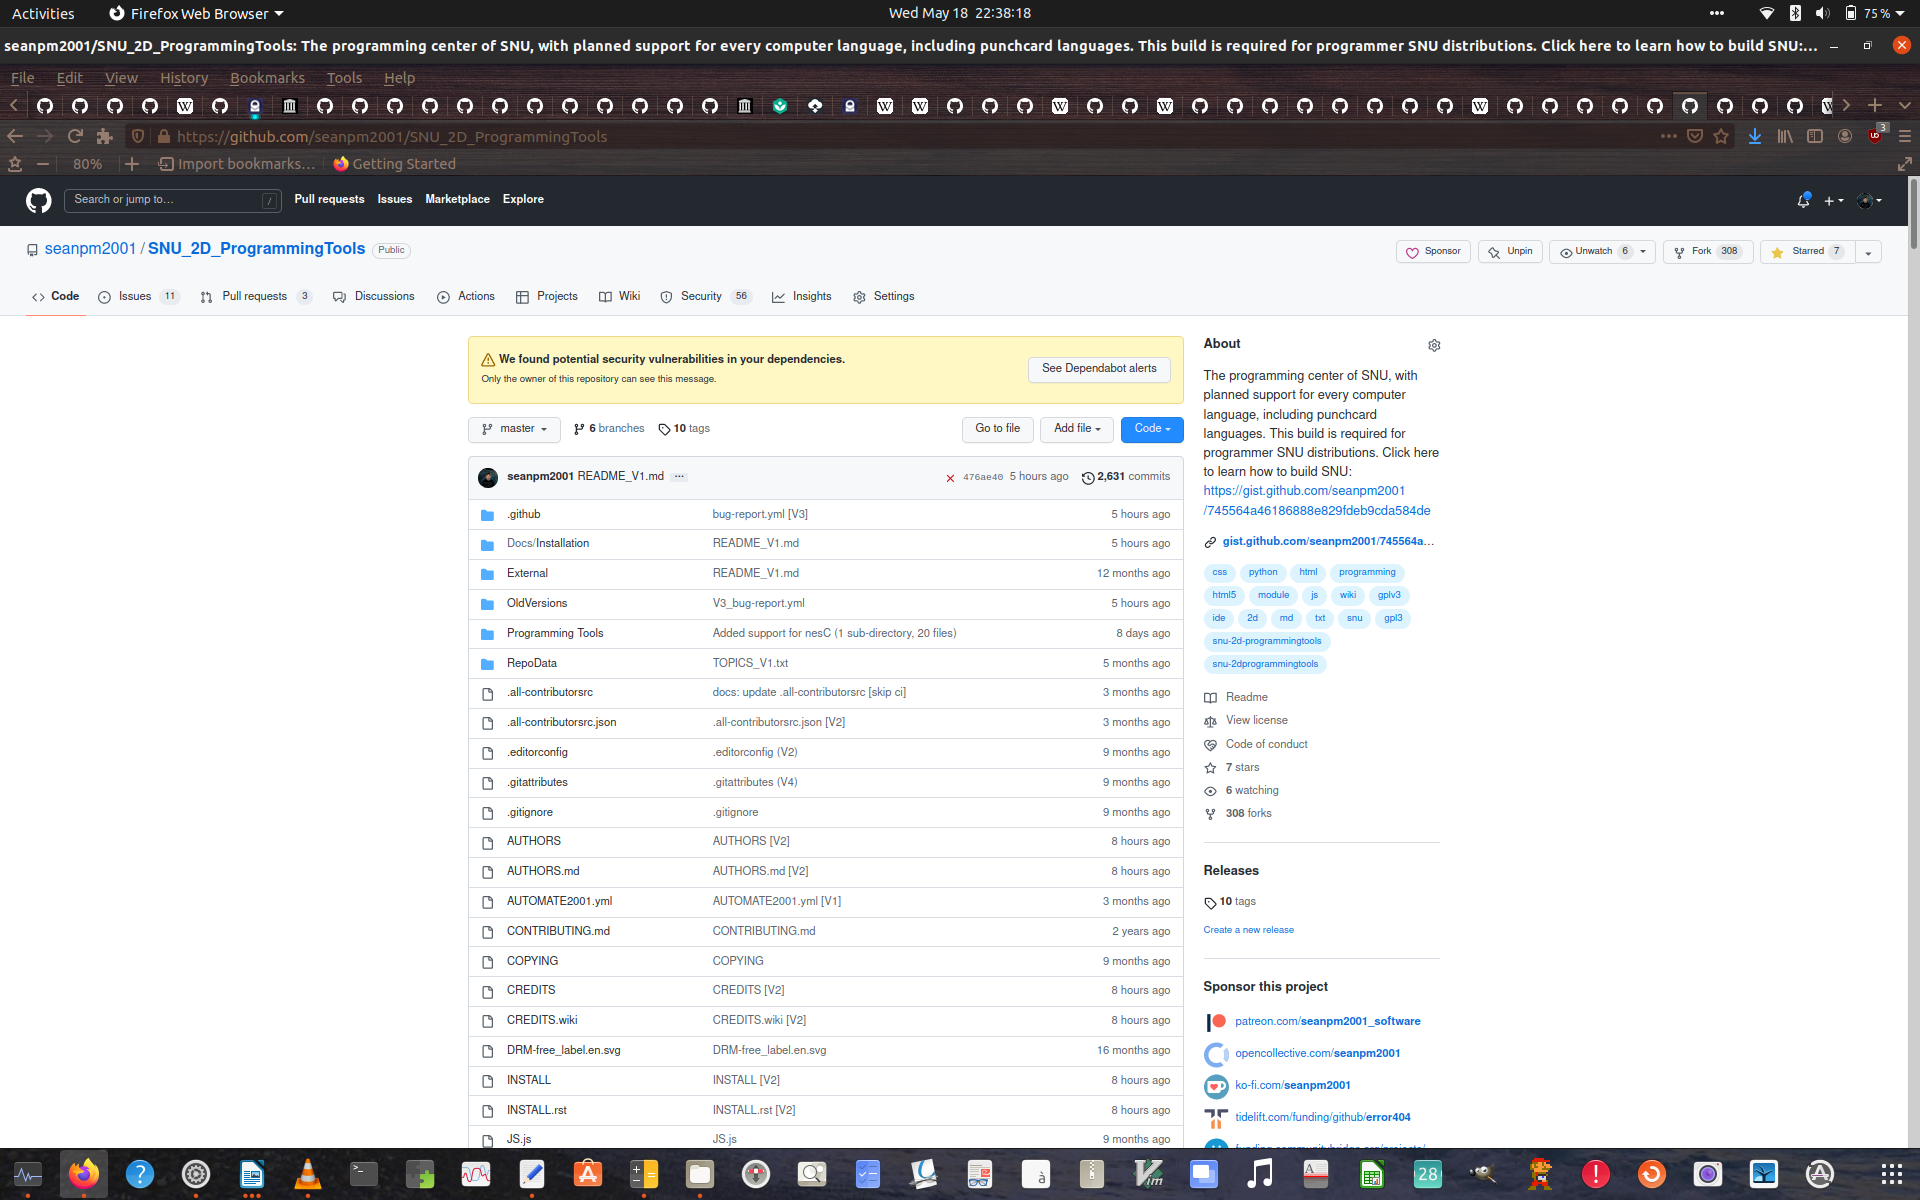 Activities Firefox Web Browser Wed May 18 22:38:18 75 %
seanpm2001/SNU_2D_ProgrammingTools: The programming center of SNU, with planned support for every computer language, including punchcard languages. This build is required for programmer SNU distributions. Click here to learn how to build SNU:...
File Edit View History Bookmarks Tools Help
https://github.com/seanpm2001/SNU_2D_ProgrammingTools 3
80% Import bookmarks... Getting Started
Search or jump to... / Pull requests Issues Marketplace Explore
seanpm2001 / SNU_2D_ProgrammingTools Public Sponsor Unpin Unwatch 6 Fork 308 Starred 7
Code Issues 11 Pull requests 3 Discussions Actions Projects Wiki Security 56 Insights Settings
We found potential security vulnerabilities in your dependencies.
Only the owner of this repository can see this message.
See Dependabot alerts
master 6 branches 10 tags Go to file Add file Code
seanpm2001 README_V1.md ... 476ae40 5 hours ago 2,631 commits
.github bug-report.yml [V3] 5 hours ago
Docs/Installation README_V1.md 5 hours ago
External README_V1.md 12 months ago
OldVersions V3_bug-report.yml 5 hours ago
Programming Tools Added support for nesC (1 sub-directory, 20 files) 8 days ago
RepoData TOPICS_V1.txt 5 months ago
.all-contributorsrc docs: update .all-contributorsrc [skip ci] 3 months ago
.all-contributorsrc.json .all-contributorsrc.json [V2] 3 months ago
.editorconfig .editorconfig (V2) 9 months ago
.gitattributes .gitattributes (V4) 9 months ago
.gitignore .gitignore 9 months ago
AUTHORS AUTHORS [V2] 8 hours ago
AUTHORS.md AUTHORS.md [V2] 8 hours ago
AUTOMATE2001.yml AUTOMATE2001.yml [V1] 3 months ago
CONTRIBUTING.md CONTRIBUTING.md 2 years ago
COPYING COPYING 9 months ago
CREDITS CREDITS [V2] 8 hours ago
CREDITS.wiki CREDITS.wiki [V2] 8 hours ago
DRM-free_label.en.svg DRM-free_label.en.svg 16 months ago
INSTALL INSTALL [V2] 8 hours ago
INSTALL.rst INSTALL.rst [V2] 8 hours ago
JS.js JS.js 9 months ago
About
The programming center of SNU, with
planned support for every computer
language, including punchcard
languages. This build is required for
programmer SNU distributions. Click here
to learn how to build SNU:
https://gist.github.com/seanpm2001
/745564a46186888e829fdeb9cda584de
gist.github.com/seanpm2001/745564a...
css python html programming
html5 module js wiki gplv3
ide 2d md txt snu gpl3
snu-2d-programmingtools
snu-2dprogrammingtools
Readme
View license
Code of conduct
7 stars
6 watching
308 forks
Releases
10 tags
Create a new release
Sponsor this project
patreon.com/seanpm2001_software
opencollective.com/seanpm2001
ko-fi.com/seanpm2001
tidelift.com/funding/github/error404
28